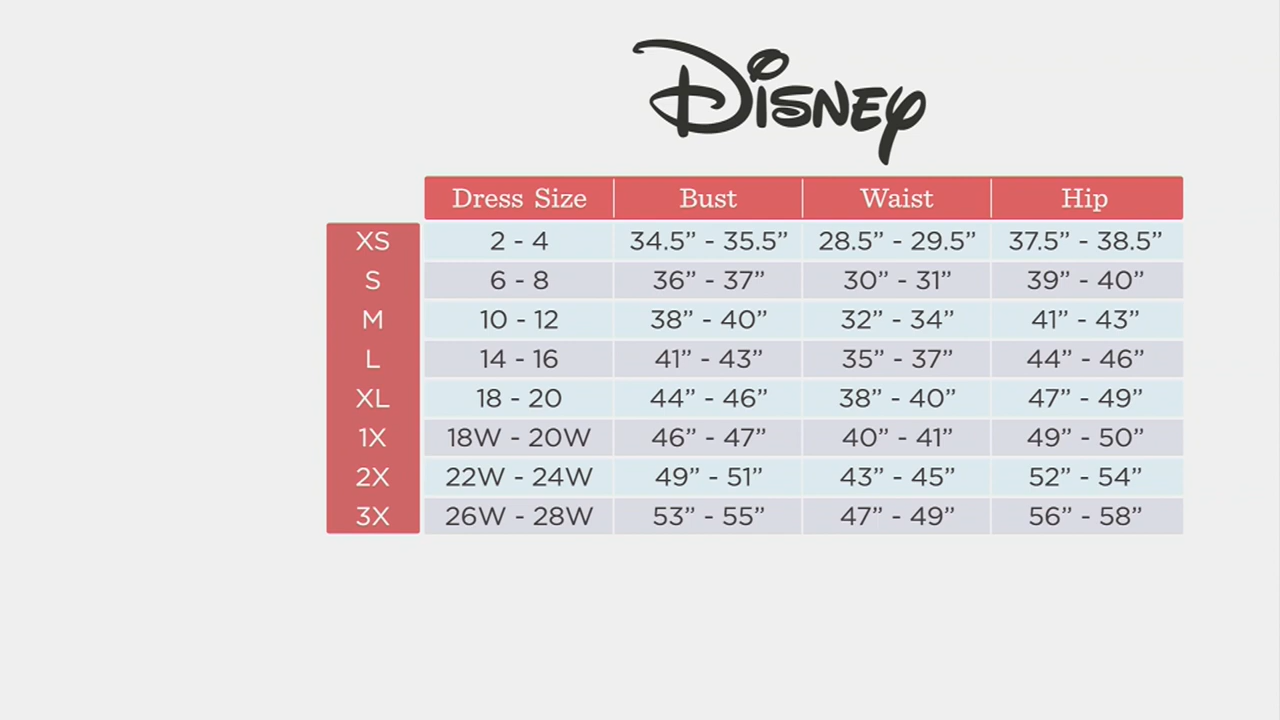 Disney
Dress Size Bust Waist Hip
XS 2 - 4 34.5” - 35.5” 28.5” - 29.5” 37.5” - 38.5”
S 6 - 8 36” - 37” 30” - 31” 39” - 40”
M 10 - 12 38” - 40” 32” - 34” 41” - 43”
L 14 - 16 41” - 43” 35” - 37” 44” - 46”
XL 18 - 20 44” - 46” 38” - 40” 47” - 49”
1X 18W - 20W 46” - 47” 40” - 41” 49” - 50”
2X 22W - 24W 49” - 51” 43” - 45” 52” - 54”
3X 26W - 28W 53” - 55” 47” - 49” 56” - 58”